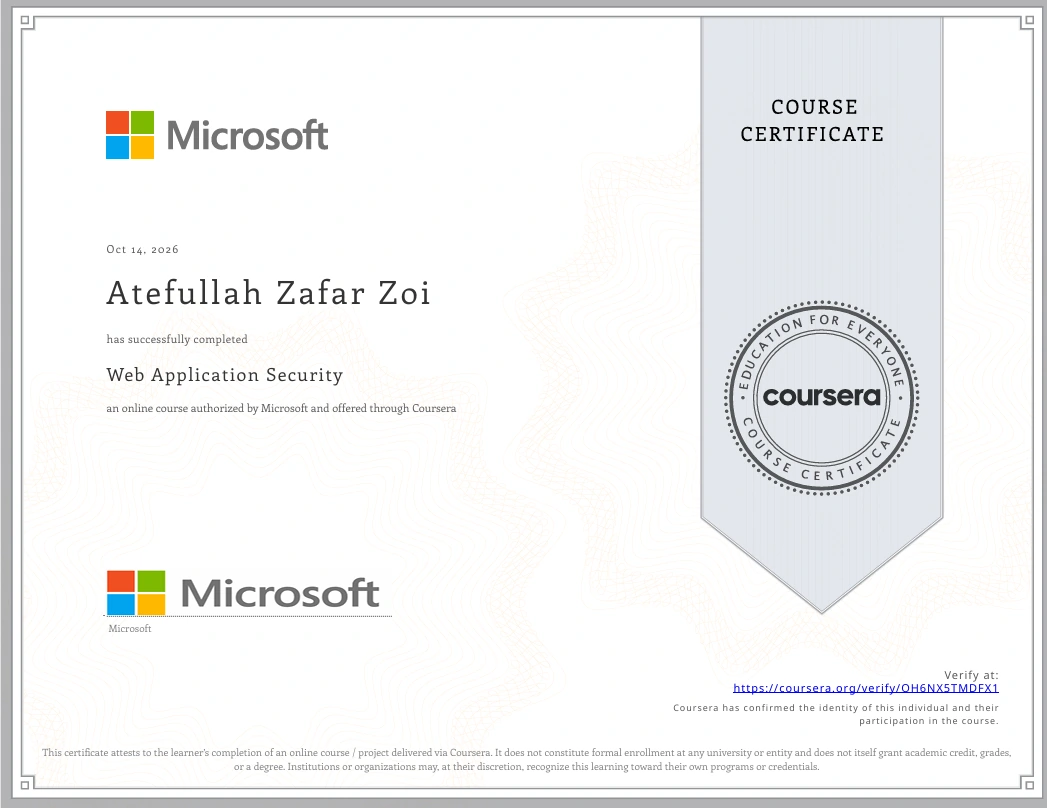 COURSE
CERTIFICATE
Microsoft
Oct 14, 2026
Atefullah Zafar Zoi
has successfully completed
Web Application Security
an online course authorized by Microsoft and offered through Coursera
EDUCATION FOR EVERYONE
coursera
COURSE CERTIFICATE
Microsoft
Microsoft
Verify at:
https://coursera.org/verify/OH6NX5TMDFX1
Coursera has confirmed the identity of this individual and their
participation in the course.
This certificate attests to the learner's completion of an online course / project delivered via Coursera. It does not constitute formal enrollment at any university or entity and does not itself grant academic credit, grades,
or a degree. Institutions or organizations may, at their discretion, recognize this learning toward their own programs or credentials.